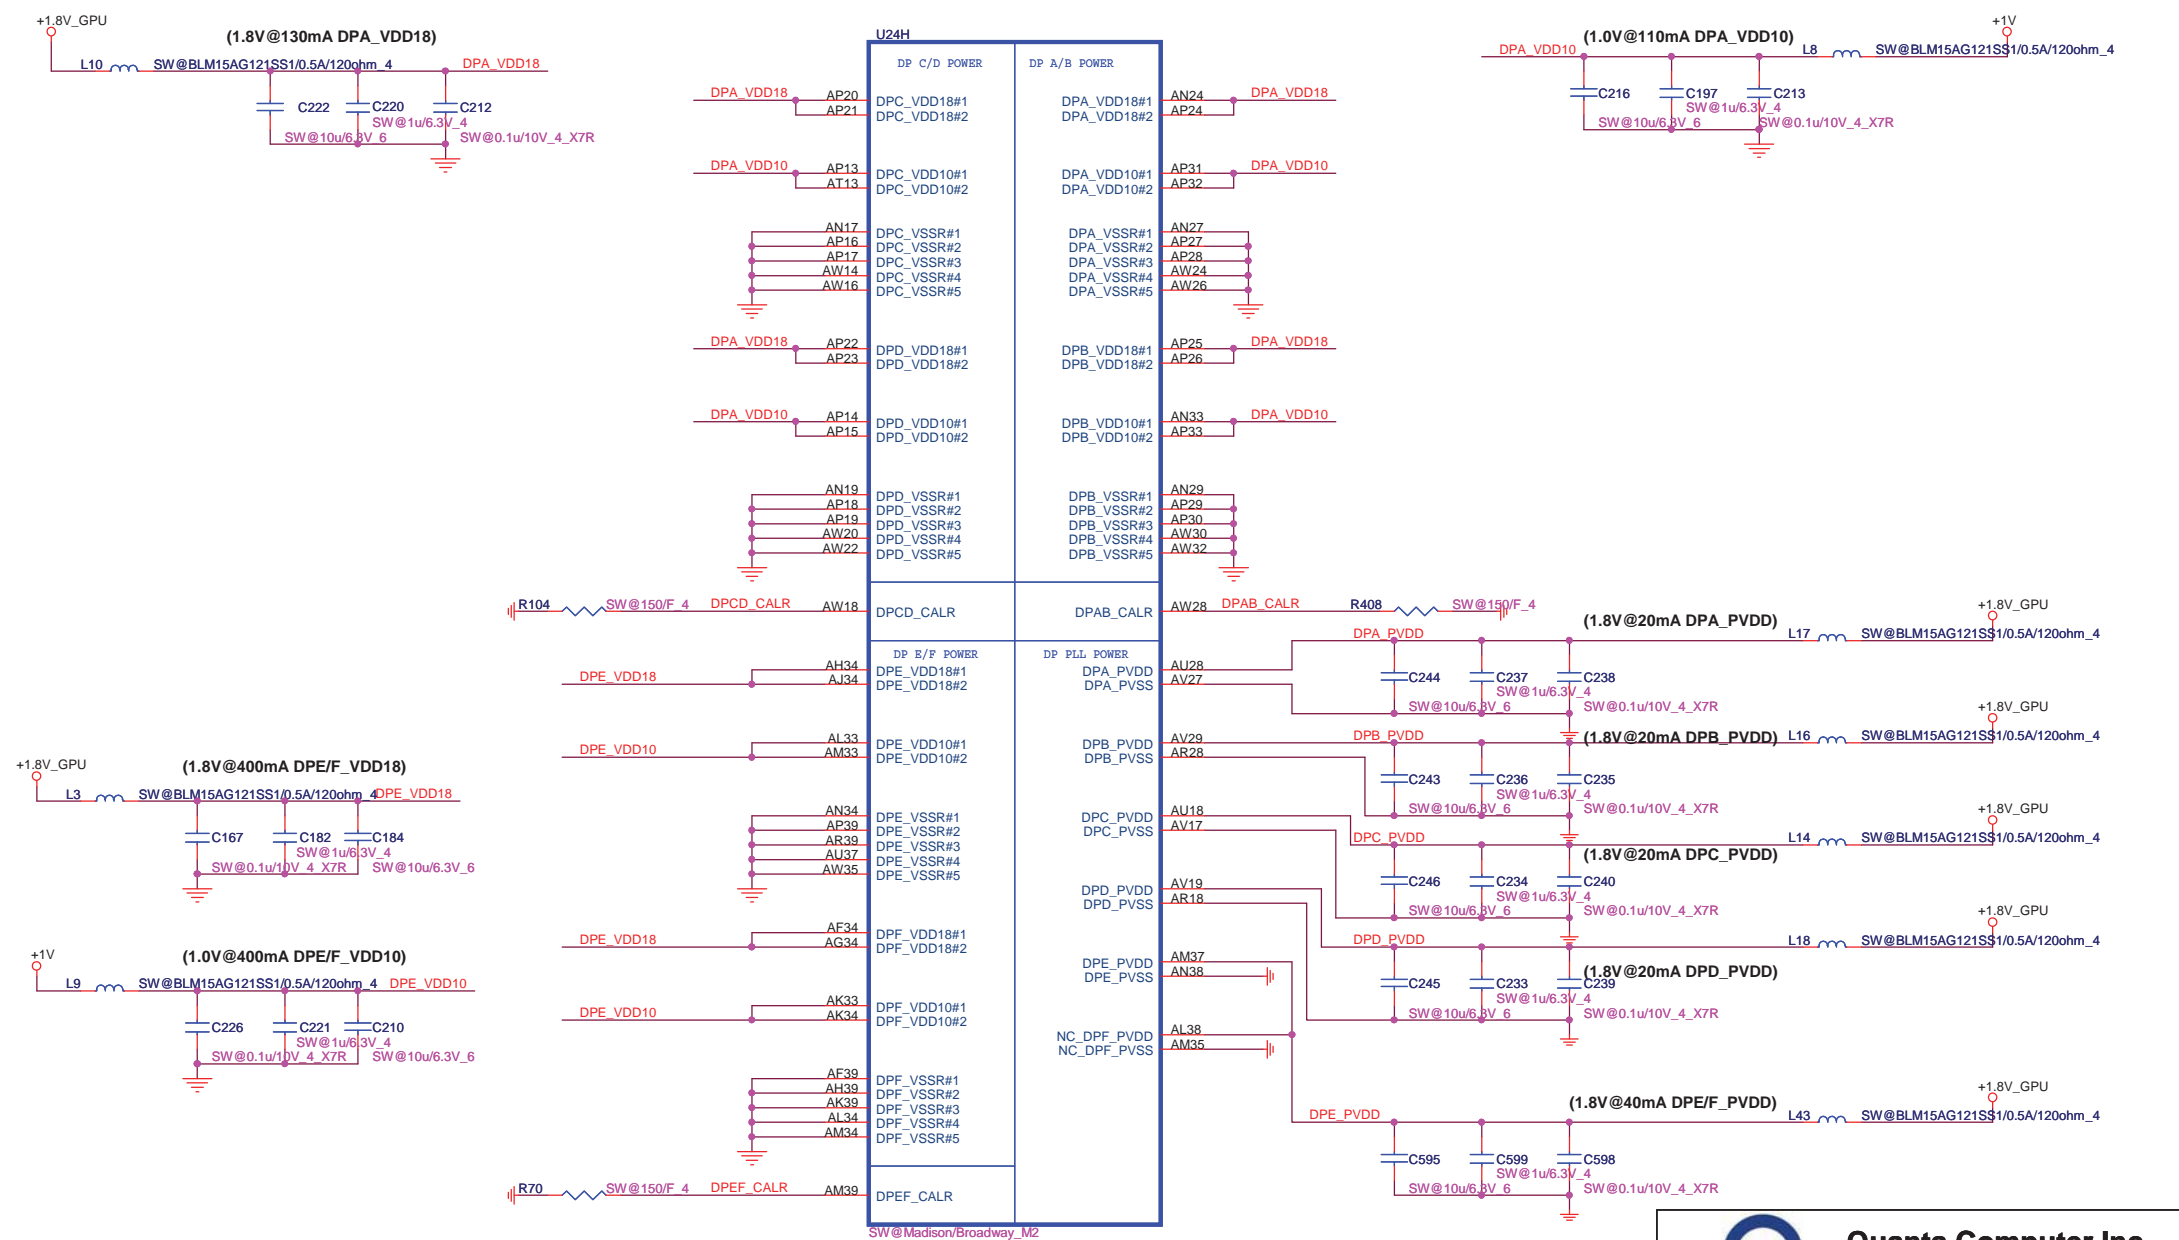 +1.8V_GPU
(1.8V@130mA DPA_VDD18)
L10 SW@BLM15AG121SS1/0.5A/120ohm_4 DPA_VDD18
C222 C220 C212
SW@1u/6.3V_4
SW@10u/6.3V_6 SW@0.1u/10V_4_X7R
+1V
(1.0V@110mA DPA_VDD10)
DPA_VDD10 L8 SW@BLM15AG121SS1/0.5A/120ohm_4
C216 C197 C213
SW@1u/6.3V_4
SW@10u/6.3V_6 SW@0.1u/10V_4_X7R
U24H
DP C/D POWER DP A/B POWER
DPA_VDD18 AP20 DPC_VDD18#1 DPA_VDD18#1 AN24 DPA_VDD18
AP21 DPC_VDD18#2 DPA_VDD18#2 AP24
DPA_VDD10 AP13 DPC_VDD10#1 DPA_VDD10#1 AP31 DPA_VDD10
AT13 DPC_VDD10#2 DPA_VDD10#2 AP32
AN17 DPC_VSSR#1 DPA_VSSR#1 AN27
AP16 DPC_VSSR#2 DPA_VSSR#2 AP27
AP17 DPC_VSSR#3 DPA_VSSR#3 AP28
AW14 DPC_VSSR#4 DPA_VSSR#4 AW24
AW16 DPC_VSSR#5 DPA_VSSR#5 AW26
DPA_VDD18 AP22 DPD_VDD18#1 DPB_VDD18#1 AP25 DPA_VDD18
AP23 DPD_VDD18#2 DPB_VDD18#2 AP26
DPA_VDD10 AP14 DPD_VDD10#1 DPB_VDD10#1 AN33 DPA_VDD10
AP15 DPD_VDD10#2 DPB_VDD10#2 AP33
AN19 DPD_VSSR#1 DPB_VSSR#1 AN29
AP18 DPD_VSSR#2 DPB_VSSR#2 AP29
AP19 DPD_VSSR#3 DPB_VSSR#3 AP30
AW20 DPD_VSSR#4 DPB_VSSR#4 AW30
AW22 DPD_VSSR#5 DPB_VSSR#5 AW32
R104 SW@150/F_4 DPCD_CALR AW18 DPCD_CALR DPAB_CALR AW28 DPAB_CALR R408 SW@150/F_4
DP E/F POWER DP PLL POWER
DPE_VDD18 AH34 DPE_VDD18#1 DPA_PVDD AU28
AJ34 DPE_VDD18#2 DPA_PVSS AV27
DPE_VDD10 AL33 DPE_VDD10#1 DPB_PVDD AV29
AM33 DPE_VDD10#2 DPB_PVSS AR28
AN34 DPE_VSSR#1 DPC_PVDD AU18
AP39 DPE_VSSR#2 DPC_PVSS AV17
AR39 DPE_VSSR#3
AU37 DPE_VSSR#4
AW35 DPE_VSSR#5
DPD_PVDD AV19
DPD_PVSS AR18
DPE_VDD18 AF34 DPF_VDD18#1
AG34 DPF_VDD18#2
DPE_PVDD AM37
DPE_PVSS AN38
DPE_VDD10 AK33 DPF_VDD10#1
AK34 DPF_VDD10#2
NC_DPF_PVDD AL38
NC_DPF_PVSS AM35
AF39 DPF_VSSR#1
AH39 DPF_VSSR#2
AK39 DPF_VSSR#3
AL34 DPF_VSSR#4
AM34 DPF_VSSR#5
R70 SW@150/F_4 DPEF_CALR AM39 DPEF_CALR
SW@Madison/Broadway_M2
+1.8V_GPU
(1.8V@400mA DPE/F_VDD18)
L3 SW@BLM15AG121SS1/0.5A/120ohm_4 DPE_VDD18
C167 C182 C184
SW@1u/6.3V_4
SW@0.1u/10V_4_X7R SW@10u/6.3V_6
+1V
(1.0V@400mA DPE/F_VDD10)
L9 SW@BLM15AG121SS1/0.5A/120ohm_4 DPE_VDD10
C226 C221 C210
SW@1u/6.3V_4
SW@0.1u/10V_4_X7R SW@10u/6.3V_6
+1.8V_GPU
(1.8V@20mA DPA_PVDD)
DPA_PVDD L17 SW@BLM15AG121SS1/0.5A/120ohm_4
C244 C237 C238
SW@1u/6.3V_4
SW@10u/6.3V_6 SW@0.1u/10V_4_X7R
+1.8V_GPU
DPB_PVDD (1.8V@20mA DPB_PVDD) L16 SW@BLM15AG121SS1/0.5A/120ohm_4
C243 C236 C235
SW@1u/6.3V_4
SW@10u/6.3V_6 SW@0.1u/10V_4_X7R
+1.8V_GPU
DPC_PVDD L14 SW@BLM15AG121SS1/0.5A/120ohm_4
(1.8V@20mA DPC_PVDD)
C246 C234 C240
SW@1u/6.3V_4
SW@10u/6.3V_6 SW@0.1u/10V_4_X7R
+1.8V_GPU
DPD_PVDD L18 SW@BLM15AG121SS1/0.5A/120ohm_4
(1.8V@20mA DPD_PVDD)
C245 C233 C239
SW@1u/6.3V_4
SW@10u/6.3V_6 SW@0.1u/10V_4_X7R
+1.8V_GPU
(1.8V@40mA DPE/F_PVDD)
DPE_PVDD L43 SW@BLM15AG121SS1/0.5A/120ohm_4
C595 C599 C598
SW@1u/6.3V_4
SW@10u/6.3V_6 SW@0.1u/10V_4_X7R
Quanta Computer Inc